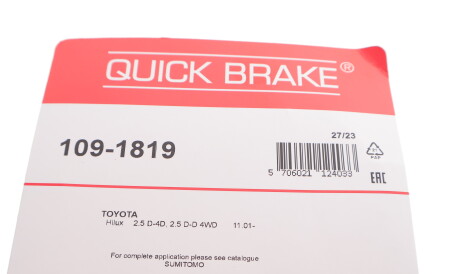 QUICK BRAKE®
27/23
109-1819
5 706021 124033
PAP
EAC
TOYOTA
Hilux 2.5 D-4D, 2.5 D-D 4WD 11.01-
For complete application please see catalogue
SUMITOMO